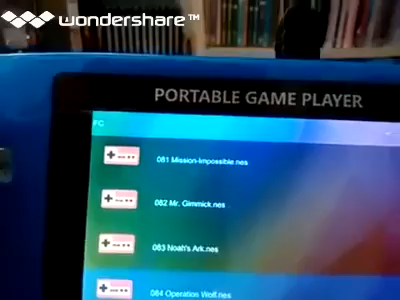 wondershare™
PORTABLE GAME PLAYER
FC
081 Mission-Impossible.nes
082 Mr. Gimmick.nes
083 Noah's Ark.nes
084 Operation Wolf.nes